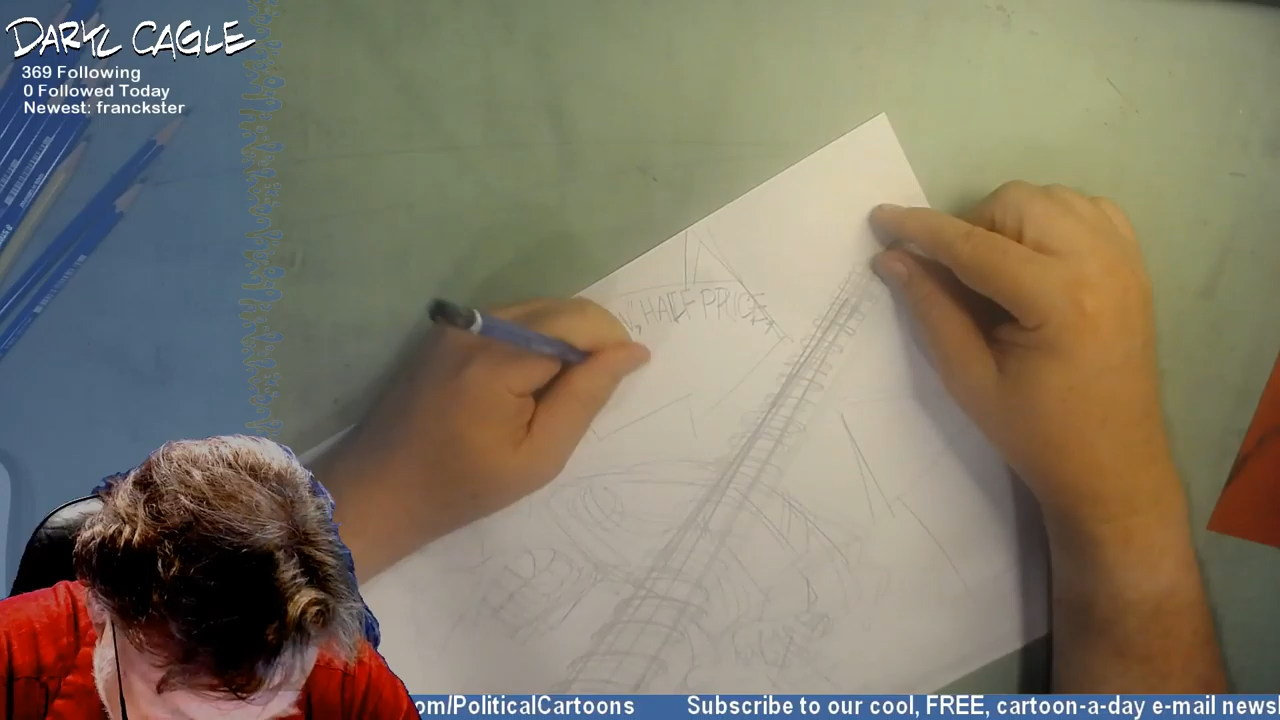 DARYL CAGLE
369 Following
0 Followed Today
Newest: franckster
HALF PRICE
om/PoliticalCartoons Subscribe to our cool, FREE, cartoon-a-day e-mail news